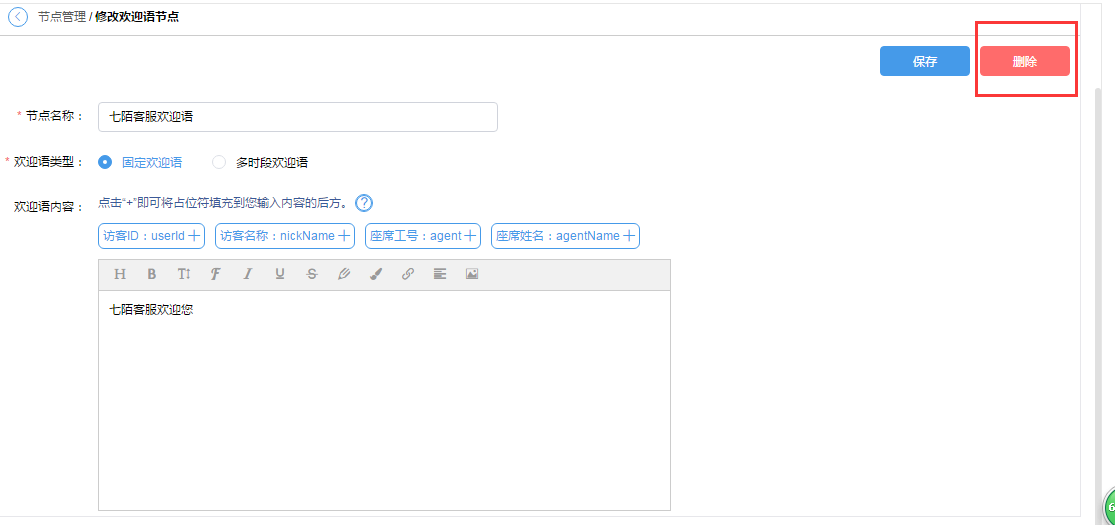 节点管理 / 修改欢迎语节点
保存 删除
* 节点名称： 七陌客服欢迎语
* 欢迎语类型： 固定欢迎语 多时段欢迎语
欢迎语内容： 点击“+”即可将占位符填充到您输入内容的后方。
访客ID：userId 访客名称：nickName 座席工号：agent 座席姓名：agentName
H B T F I U S
七陌客服欢迎您